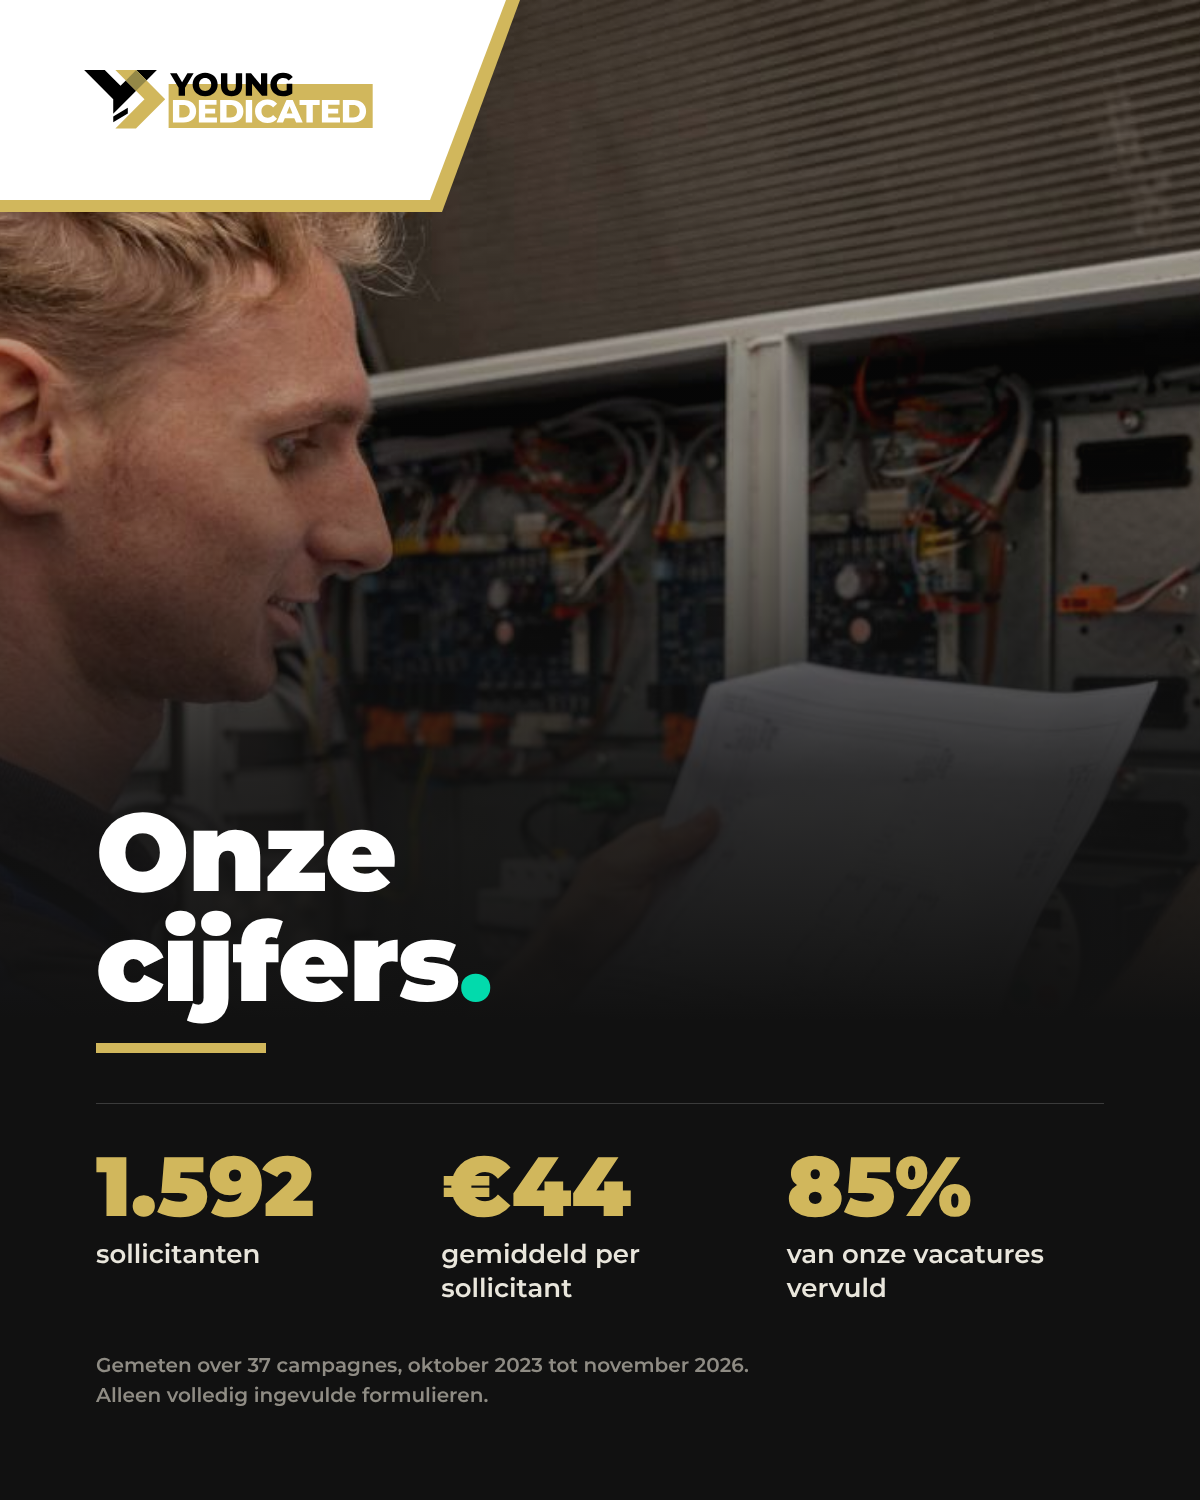 YOUNG
DEDICATED
Onze
cijfers.
1.592
sollicitanten
€44
gemiddeld per
sollicitant
85%
van onze vacatures
vervuld
Gemeten over 37 campagnes, oktober 2023 tot november 2026.
Alleen volledig ingevulde formulieren.